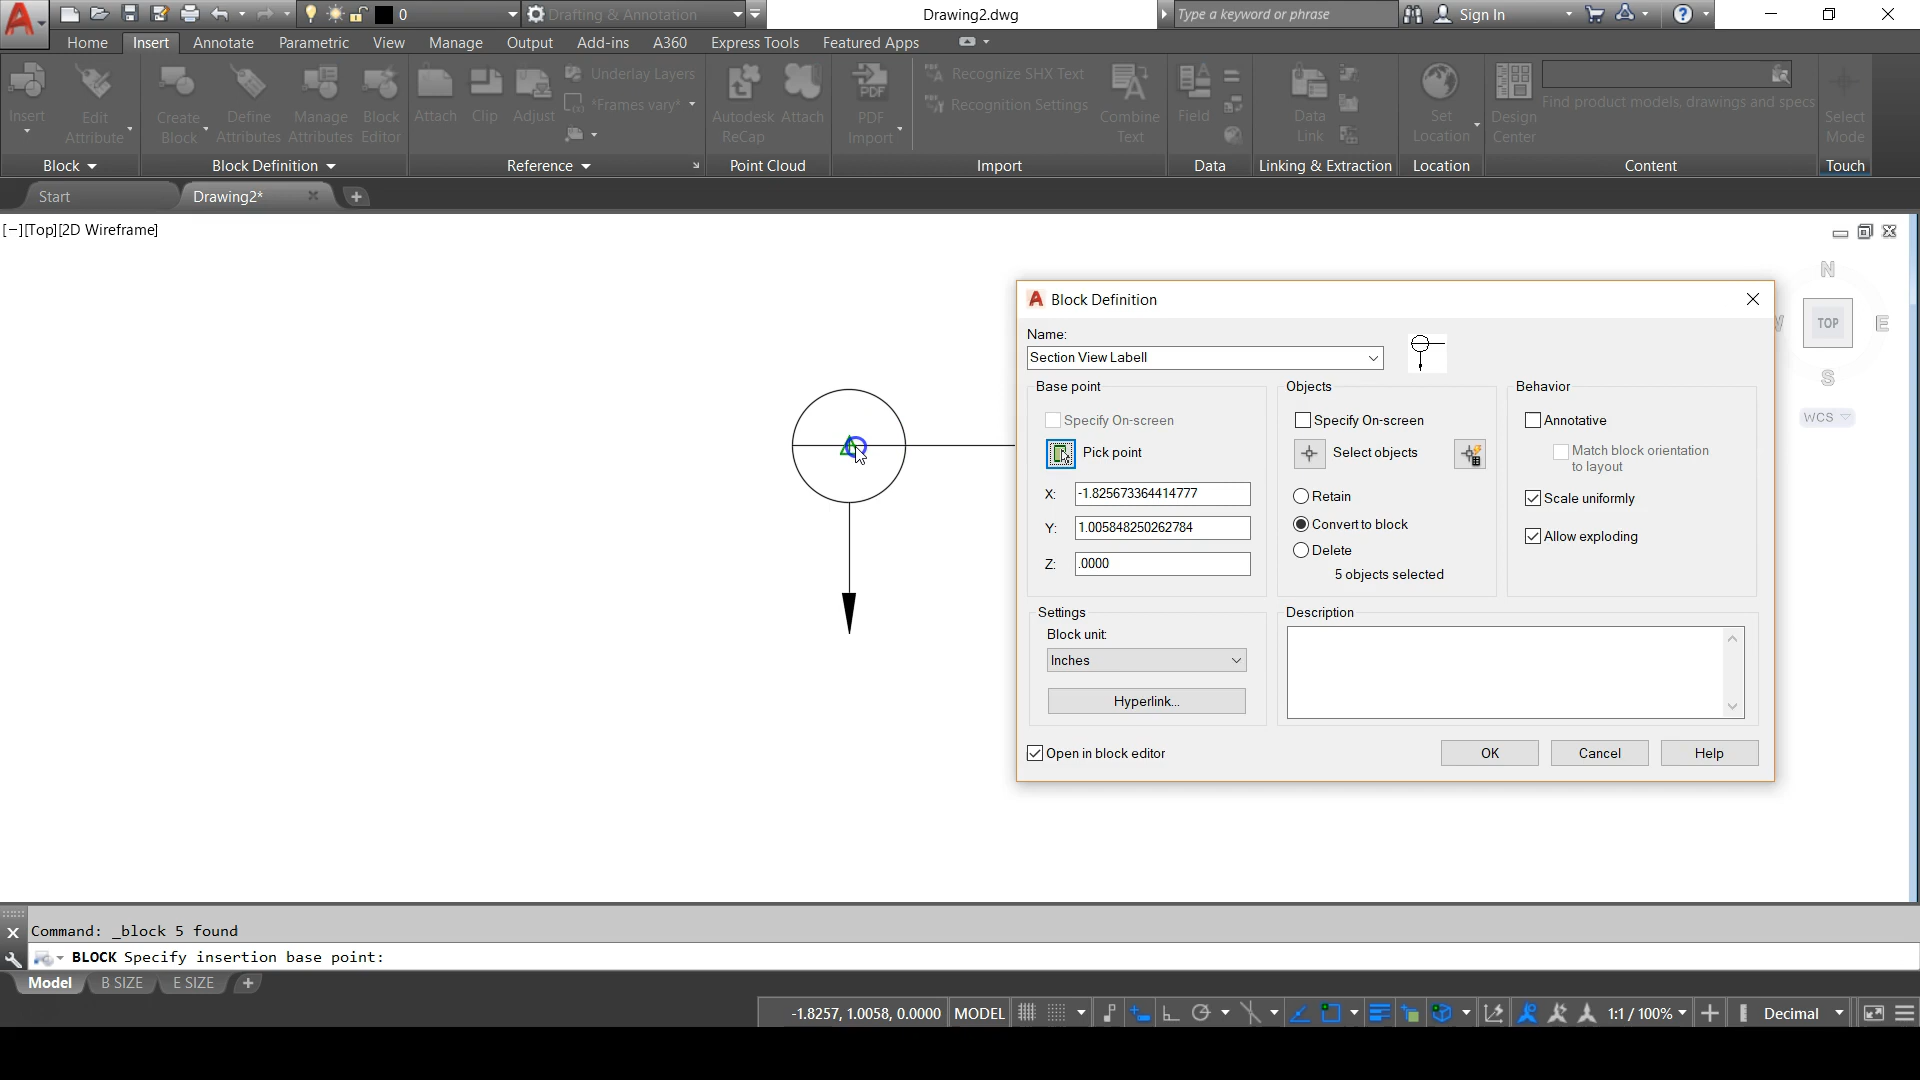 0
Drafting & Annotation
Drawing2.dwg
Type a keyword or phrase
Sign In
Home
Insert
Annotate
Parametric
View
Manage
Output
Add-ins
A360
Express Tools
Featured Apps
Insert
Edit Attribute
Create Block
Define Attributes
Manage Attributes
Block Editor
Attach
Clip
Adjust
Underlay Layers
*Frames vary*
Autodesk ReCap
Attach
PDF Import
Recognize SHX Text
Recognition Settings
Combine Text
Field
Data Link
Set Location
Design Center
Find product models, drawings and specs
Select Mode
Block
Block Definition
Reference
Point Cloud
Import
Data
Linking & Extraction
Location
Content
Touch
Start
Drawing2*
[−][Top][2D Wireframe]
N
TOP
E
S
W
WCS
Block Definition
Name:
Section View Labell
Base point
Specify On-screen
Pick point
X: -1.825673364414777
Y: 1.005848250262784
Z: .0000
Objects
Specify On-screen
Select objects
Retain
Convert to block
Delete
5 objects selected
Behavior
Annotative
Match block orientation
to layout
Scale uniformly
Allow exploding
Settings
Block unit:
Inches
Hyperlink...
Description
Open in block editor
OK
Cancel
Help
Command: _block 5 found
BLOCK Specify insertion base point:
Model
B SIZE
E SIZE
-1.8257, 1.0058, 0.0000
MODEL
1:1 / 100%
Decimal